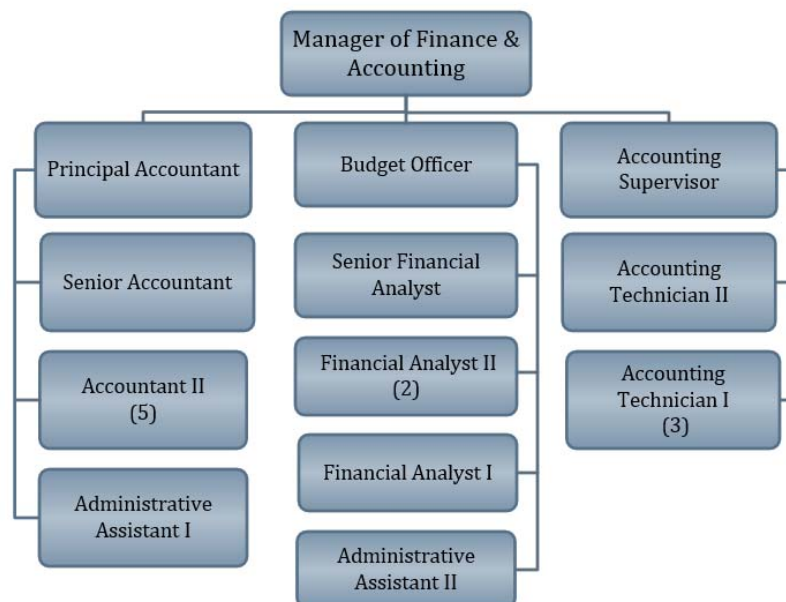 Manager of Finance &
Accounting
Principal Accountant
Senior Accountant
Accountant II
(5)
Administrative
Assistant I
Budget Officer
Senior Financial
Analyst
Financial Analyst II
(2)
Financial Analyst I
Administrative
Assistant II
Accounting
Supervisor
Accounting
Technician II
Accounting
Technician I
(3)